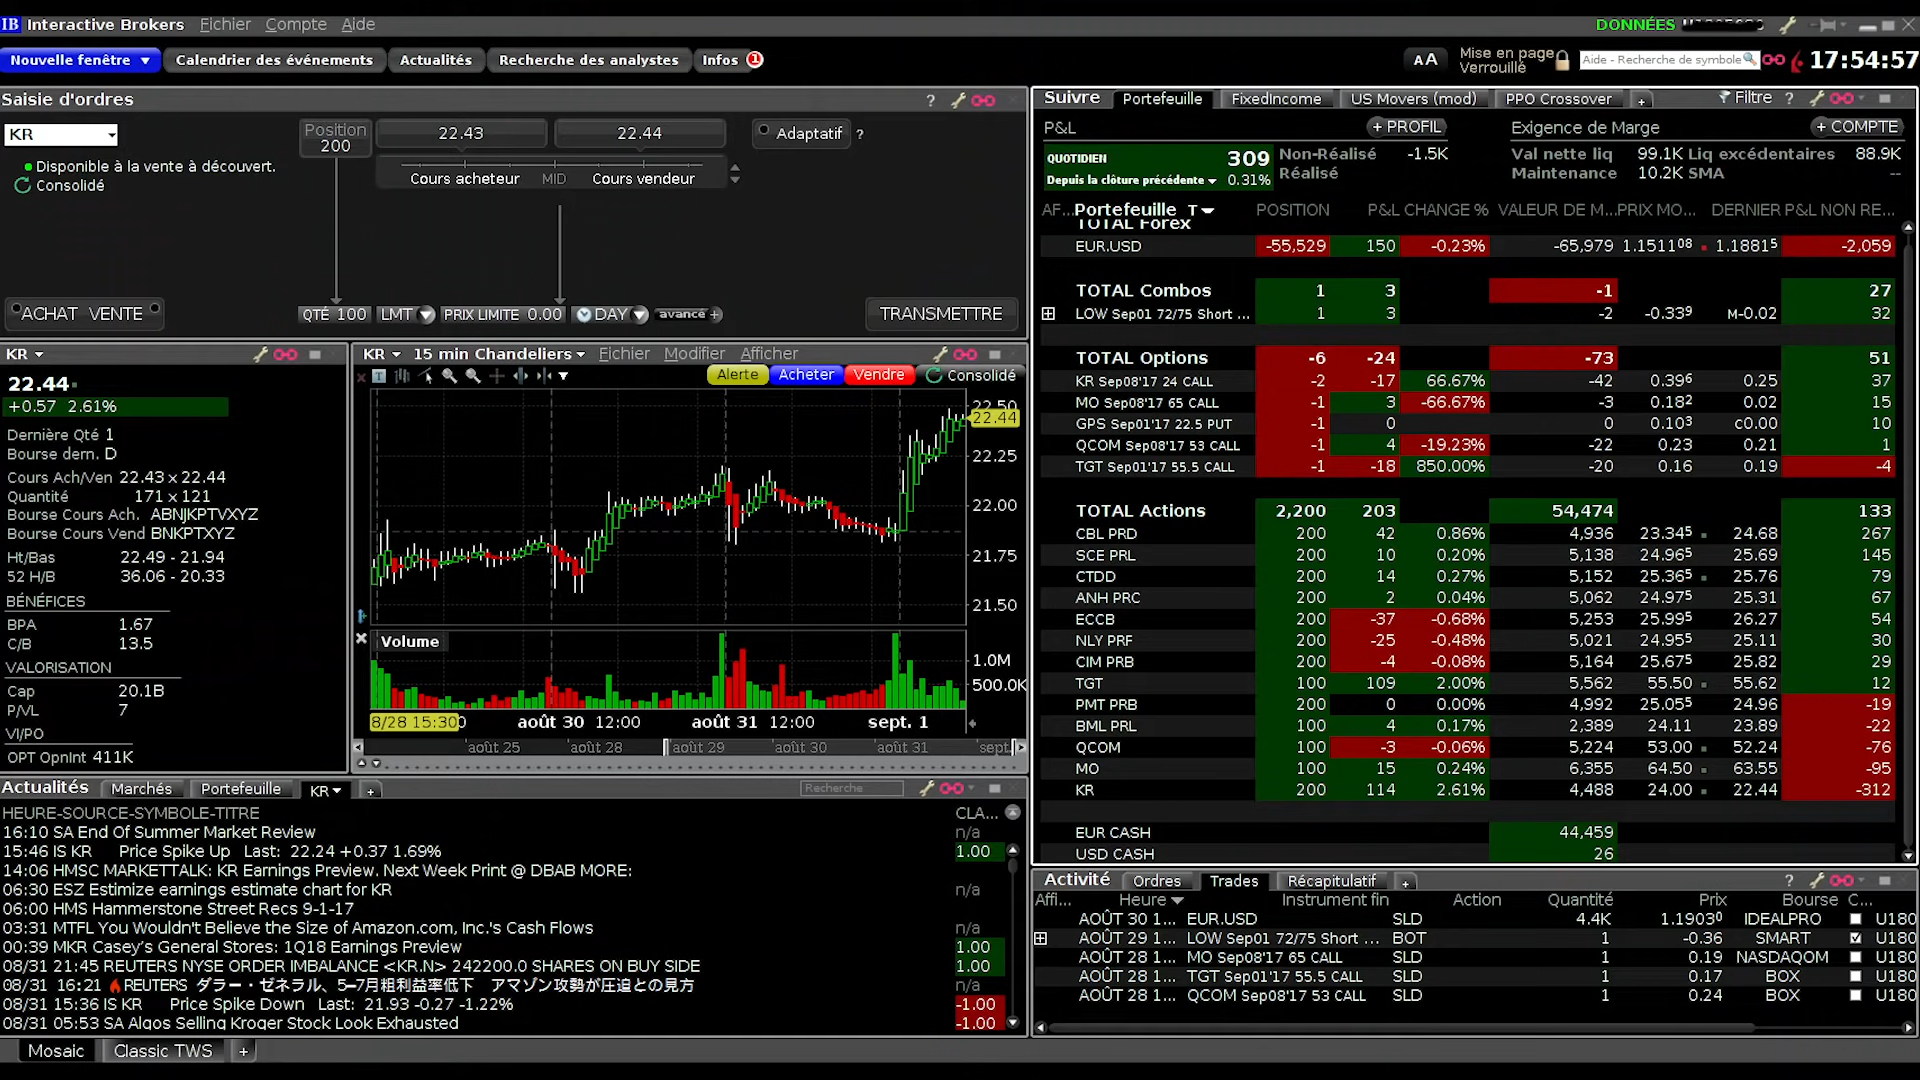 IB Interactive Brokers Fichier Compte Aide
DONNÉES
Nouvelle fenêtre ▼ Calendrier des événements Actualités Recherche des analystes Infos 1
AA Mise en page Verrouillé Aide - Recherche de symbole 17:54:57
Saisie d'ordres ?
KR
Position 200
22.43 22.44 Adaptatif ?
Disponible à la vente à découvert.
Consolidé
Cours acheteur MID Cours vendeur
ACHAT VENTE QTÉ 100 LMT PRIX LIMITE 0.00 DAY avancé + TRANSMETTRE
KR
22.44
+0.57 2.61%
Dernière Qté 1
Bourse dern. D
Cours Ach/Ven 22.43 x 22.44
Quantité 171 x 121
Bourse Cours Ach. ABNJKPTVXYZ
Bourse Cours Vend BNKPTXYZ
Ht/Bas 22.49 - 21.94
52 H/B 36.06 - 20.33
BÉNÉFICES
BPA 1.67
C/B 13.5
VALORISATION
Cap 20.1B
P/VL 7
VI/PO
OPT OpnInt 411K
KR 15 min Chandeliers Fichier Modifier Afficher
Alerte Acheter Vendre Consolidé
22.50
22.44
22.25
22.00
21.75
21.50
Volume
1.0M
500.0K
8/28 15:30 août 30 12:00 août 31 12:00 sept. 1
août 25 août 28 août 29 août 30 août 31 sept.
Actualités Marchés Portefeuille KR + Recherche
HEURE-SOURCE-SYMBOLE-TITRE CLA...
16:10 SA End Of Summer Market Review n/a
15:46 IS KR Price Spike Up Last: 22.24 +0.37 1.69% 1.00
14:06 HMSC MARKETTALK: KR Earnings Preview. Next Week Print @ DBAB MORE:
06:30 ESZ Estimize earnings estimate chart for KR n/a
06:00 HMS Hammerstone Street Recs 9-1-17
03:31 MTFL You Wouldn't Believe the Size of Amazon.com, Inc.'s Cash Flows n/a
00:39 MKR Casey's General Stores: 1Q18 Earnings Preview 1.00
08/31 21:45 REUTERS NYSE ORDER IMBALANCE <KR.N> 242200.0 SHARES ON BUY SIDE 1.00
08/31 16:21 REUTERS ダラー・ゼネラル、5―7月粗利益率低下 アマゾン攻勢が圧迫との見方 n/a
08/31 15:36 IS KR Price Spike Down Last: 21.93 -0.27 -1.22% -1.00
08/31 05:53 SA Algos Selling Kroger Stock Look Exhausted -1.00
Mosaic Classic TWS +
Suivre Portefeuille FixedIncome US Movers (mod) PPO Crossover + Filtre ?
P&L + PROFIL Exigence de Marge + COMPTE
QUOTIDIEN 309 Non-Réalisé -1.5K Val nette liq 99.1K Liq excédentaires 88.9K
Depuis la clôture précédente 0.31% Réalisé Maintenance 10.2K SMA --
AF... Portefeuille T POSITION P&L CHANGE % VALEUR DE M... PRIX MO... DERNIER P&L NON RE...
TOTAL Forex
EUR.USD -55,529 150 -0.23% -65,979 1.1511⁰⁸ 1.1881⁵ -2,059
TOTAL Combos 1 3 -1 27
LOW Sep01 72/75 Short ... 1 3 -2 -0.33⁹ M-0.02 32
TOTAL Options -6 -24 -73 51
KR Sep08'17 24 CALL -2 -17 66.67% -42 0.39⁶ 0.25 37
MO Sep08'17 65 CALL -1 3 -66.67% -3 0.18² 0.02 15
GPS Sep01'17 22.5 PUT -1 0 0 0.10³ c0.00 10
QCOM Sep08'17 53 CALL -1 4 -19.23% -22 0.23 0.21 1
TGT Sep01'17 55.5 CALL -1 -18 850.00% -20 0.16 0.19 -4
TOTAL Actions 2,200 203 54,474 133
CBL PRD 200 42 0.86% 4,936 23.34⁵ 24.68 267
SCE PRL 200 10 0.20% 5,138 24.96⁵ 25.69 145
CTDD 200 14 0.27% 5,152 25.36⁵ 25.76 79
ANH PRC 200 2 0.04% 5,062 24.97⁵ 25.31 67
ECCB 200 -37 -0.68% 5,253 25.99⁵ 26.27 54
NLY PRF 200 -25 -0.48% 5,021 24.95⁵ 25.11 30
CIM PRB 200 -4 -0.08% 5,164 25.67⁵ 25.82 29
TGT 100 109 2.00% 5,562 55.50 55.62 12
PMT PRB 200 0 0.00% 4,992 25.05⁵ 24.96 -19
BML PRL 100 4 0.17% 2,389 24.11 23.89 -22
QCOM 100 -3 -0.06% 5,224 53.00 52.24 -76
MO 100 15 0.24% 6,355 64.50 63.55 -95
KR 200 114 2.61% 4,488 24.00 22.44 -312
EUR CASH 44,459
USD CASH 26
Activité Ordres Trades Récapitulatif + ?
Affi... Heure Instrument fin Action Quantité Prix Bourse C...
AOÛT 30 1... EUR.USD SLD 4.4K 1.1903⁰ IDEALPRO U180
AOÛT 29 1... LOW Sep01 72/75 Short ... BOT 1 -0.36 SMART U180
AOÛT 28 1... MO Sep08'17 65 CALL SLD 1 0.19 NASDAQOM U180
AOÛT 28 1... TGT Sep01'17 55.5 CALL SLD 1 0.17 BOX U180
AOÛT 28 1... QCOM Sep08'17 53 CALL SLD 1 0.24 BOX U180